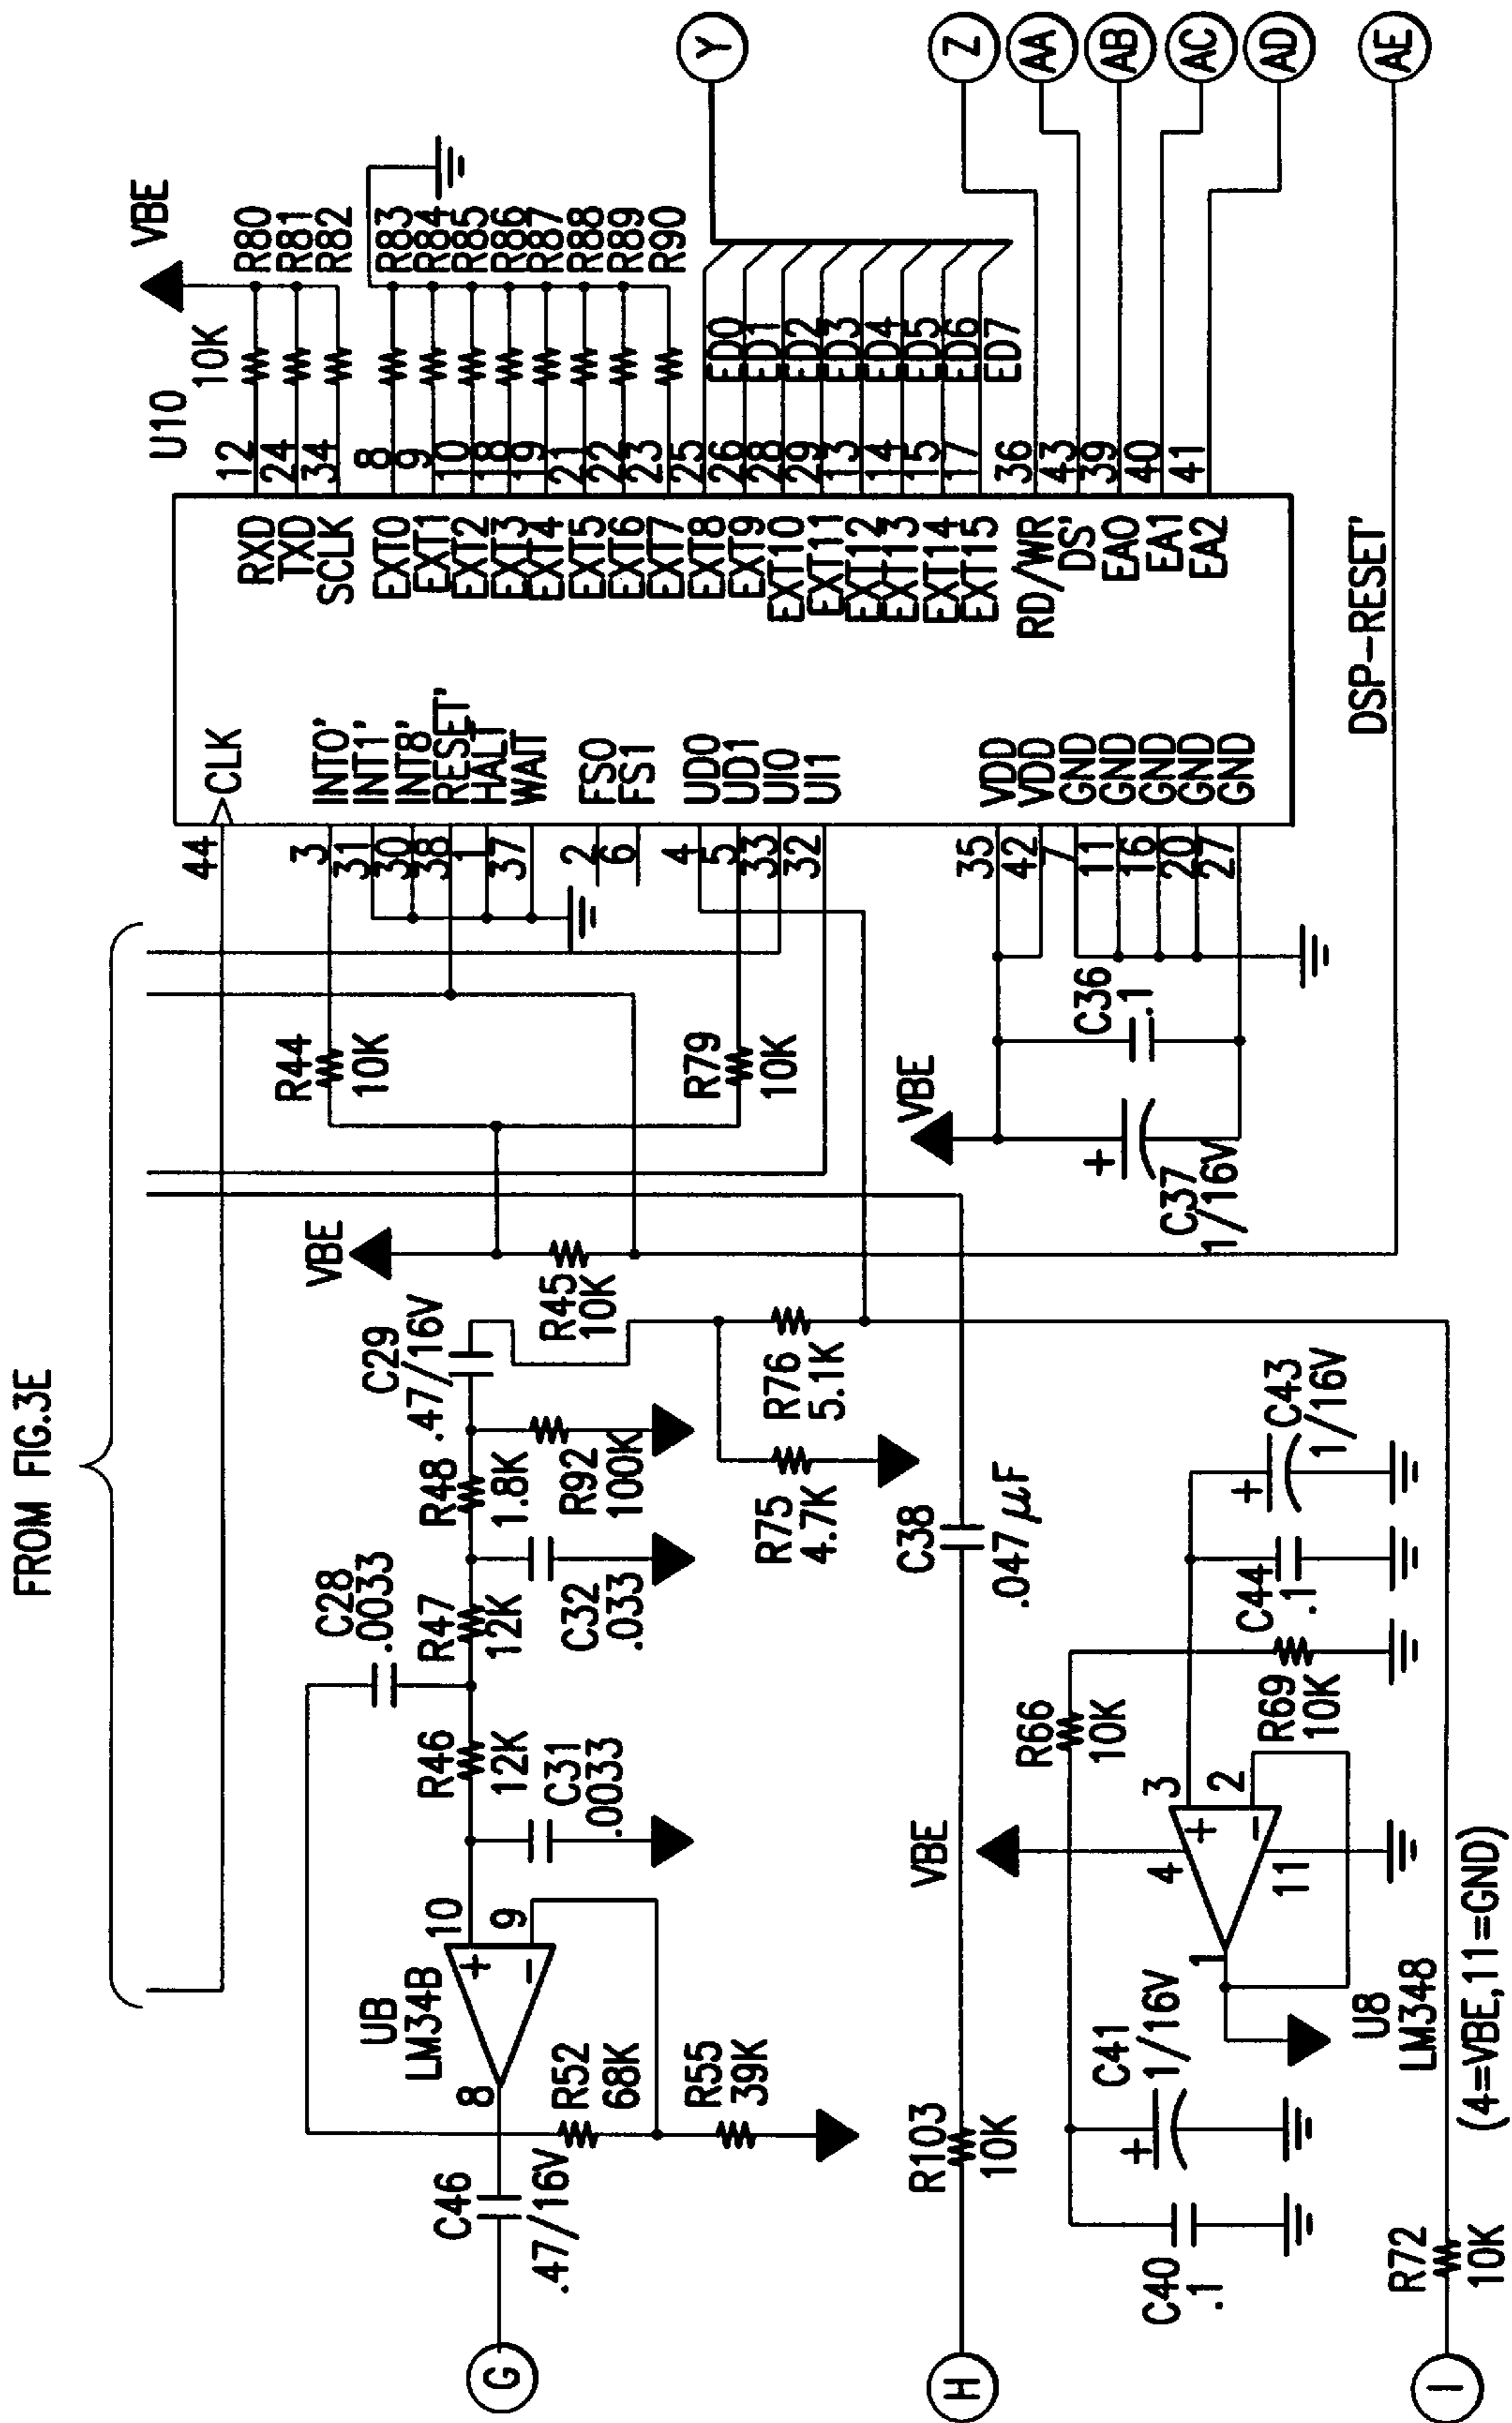 FROM FIG.3E
G
C46
.47/16V
8
UB
LM34B
10
9
+
−
R52
68K
R55
39K
C31
.0033
R46
12K
C28
.0033
R47
12K
C32
.033
R48
1.8K
R92
100K
C29
.47/16V
VBE
R45
10K
R76
5.1K
R75
4.7K
R44
10K
R79
10K
H
R103
10K
C38
.047 µF
I
R72
10K
C40
.1
C41
+
1/16V
U8
LM348
(4=VBE,11=GND)
VBE
1
4
11
3
2
+
−
R66
10K
R69
10K
C44
.1
C43
+
1/16V
VBE
C37
+
1/16V
C36
.1
U10
44
CLK
3
INT0'
31
INT1'
30
INT8'
38
RESET'
1
HALT
37
WAIT
2
FS0
6
FS1
4
UD0
5
UD1
33
UI0
32
UI1
35
VDD
42
VDD
7
GND
11
GND
16
GND
20
GND
27
GND
DSP-RESET'
RXD
12
10K
R80
VBE
TXD
24
R81
SCLK
34
R82
EXT0
8
R83
EXT1
9
R84
EXT2
10
R85
EXT3
18
R86
EXT4
19
R87
EXT5
21
R88
EXT6
22
R89
EXT7
23
R90
EXT8
25
ED0
EXT9
26
ED1
EXT10
28
ED2
EXT11
29
ED3
EXT12
13
ED4
EXT13
14
ED5
EXT14
15
ED6
EXT15
17
ED7
RD/WR
36
DS'
43
EA0
39
EA1
40
EA2
41
Y
Z
AA
AB
AC
AD
AE